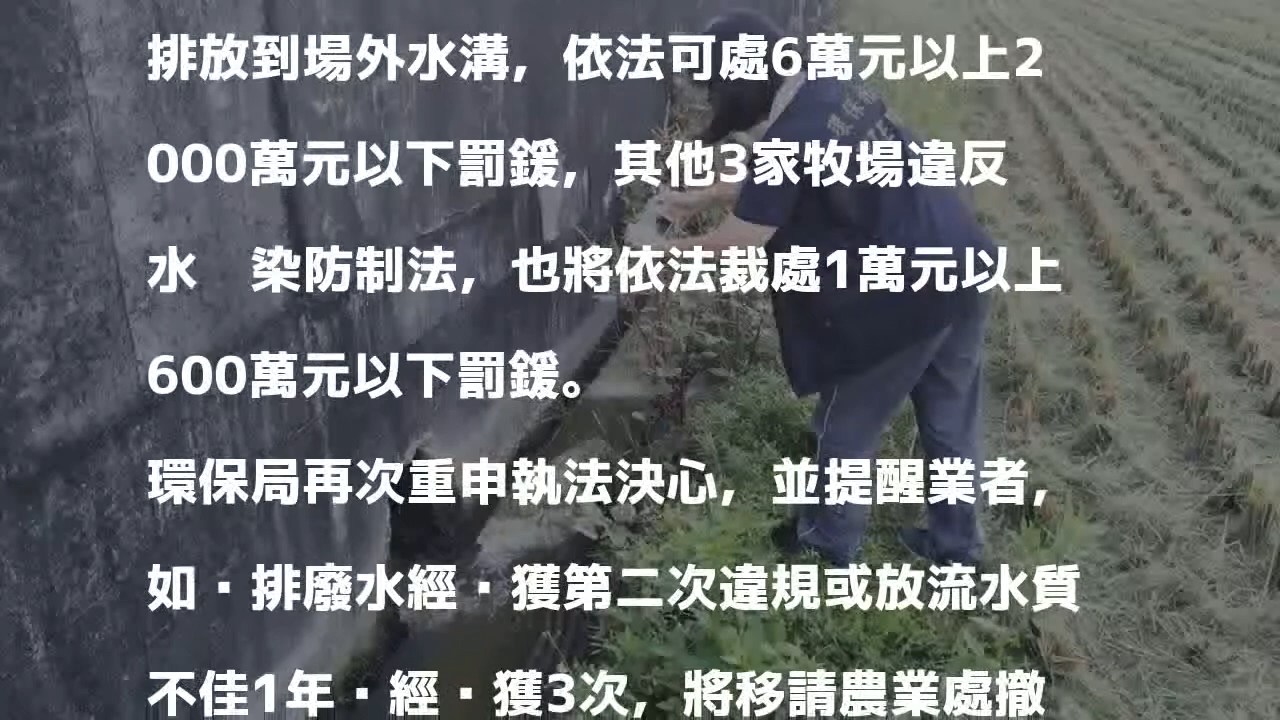 排放到場外水溝，依法可處6萬元以上2
000萬元以下罰鍰，其他3家牧場違反
水　染防制法，也將依法裁處1萬元以上
600萬元以下罰鍰。
環保局再次重申執法決心，並提醒業者，
如▪排廢水經▪獲第二次違規或放流水質
不佳1年▪經▪獲3次，將移請農業處撤